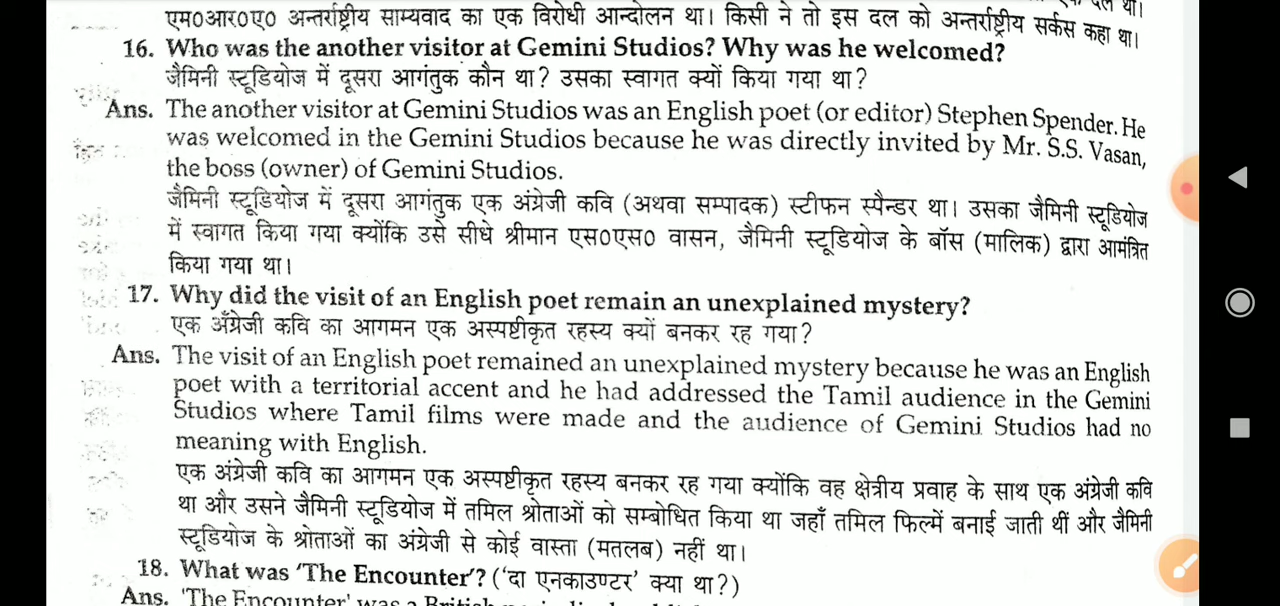 दल था।
एम०आर०ए० अन्तर्राष्ट्रीय साम्यवाद का एक विरोधी आन्दोलन था। किसी ने तो इस दल को अन्तर्राष्ट्रीय सर्कस कहा था।
16. Who was the another visitor at Gemini Studios? Why was he welcomed?
जैमिनी स्टूडियोज में दूसरा आगंतुक कौन था? उसका स्वागत क्यों किया गया था?
Ans. The another visitor at Gemini Studios was an English poet (or editor) Stephen Spender. He
was welcomed in the Gemini Studios because he was directly invited by Mr. S.S. Vasan,
the boss (owner) of Gemini Studios.
जैमिनी स्टूडियोज में दूसरा आगंतुक एक अंग्रेजी कवि (अथवा सम्पादक) स्टीफन स्पैन्डर था। उसका जैमिनी स्टूडियोज
में स्वागत किया गया क्योंकि उसे सीधे श्रीमान एस०एस० वासन, जैमिनी स्टूडियोज के बॉस (मालिक) द्वारा आमंत्रित
किया गया था।
17. Why did the visit of an English poet remain an unexplained mystery?
एक अँग्रेजी कवि का आगमन एक अस्पष्टीकृत रहस्य क्यों बनकर रह गया?
Ans. The visit of an English poet remained an unexplained mystery because he was an English
poet with a territorial accent and he had addressed the Tamil audience in the Gemini
Studios where Tamil films were made and the audience of Gemini Studios had no
meaning with English.
एक अंग्रेजी कवि का आगमन एक अस्पष्टीकृत रहस्य बनकर रह गया क्योंकि वह क्षेत्रीय प्रवाह के साथ एक अंग्रेजी कवि
था और उसने जैमिनी स्टूडियोज में तमिल श्रोताओं को सम्बोधित किया था जहाँ तमिल फिल्में बनाई जाती थीं और जैमिनी
स्टूडियोज के श्रोताओं का अंग्रेजी से कोई वास्ता (मतलब) नहीं था।
18. What was 'The Encounter'? ('दा एनकाउण्टर' क्या था?)
Ans. 'The Encounter' was a British